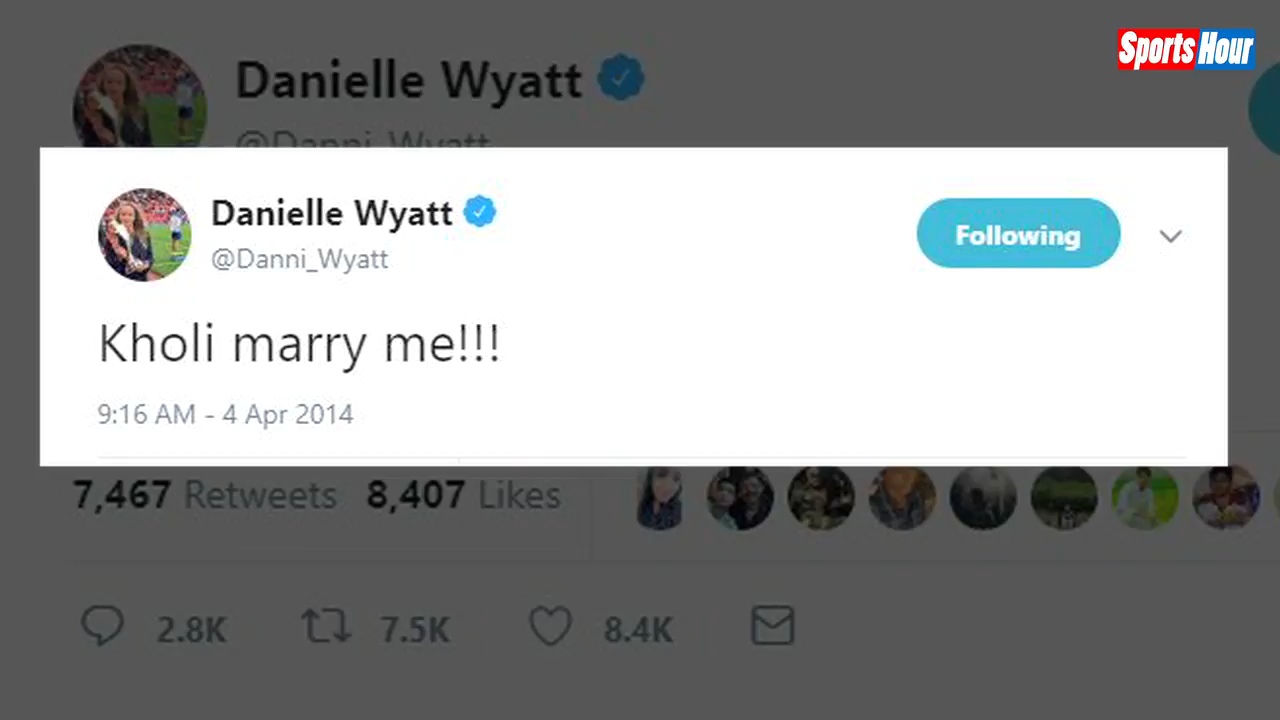 Sports Hour
Danielle Wyatt
@Danni_Wyatt
Danielle Wyatt
@Danni_Wyatt
Following
Kholi marry me!!!
9:16 AM - 4 Apr 2014
7,467 Retweets 8,407 Likes
2.8K 7.5K 8.4K